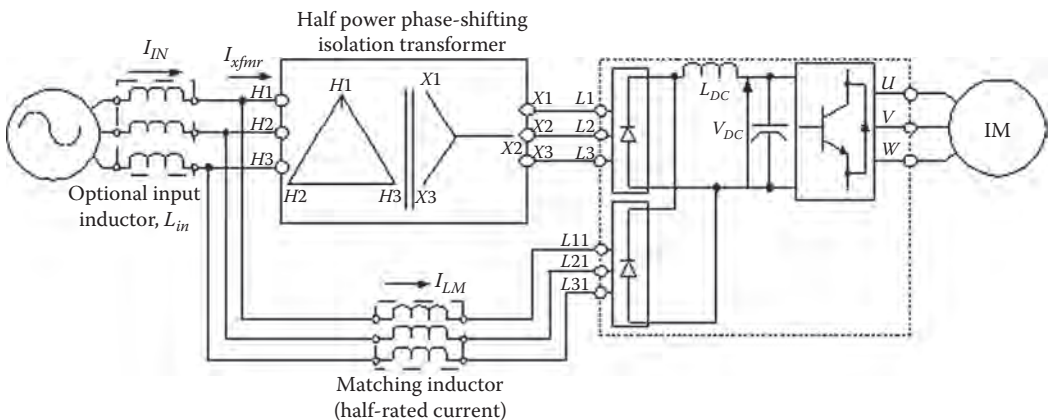 Half power phase-shifting
isolation transformer
I_IN
I_xfmr
H1
H2
H3
H1
H2
H3
X1
X3
X2
X1
X2
X3
L1
L2
L3
L_DC
V_DC
U
V
W
IM
Optional input
inductor, L_in
L11
L21
L31
I_LM
Matching inductor
(half-rated current)